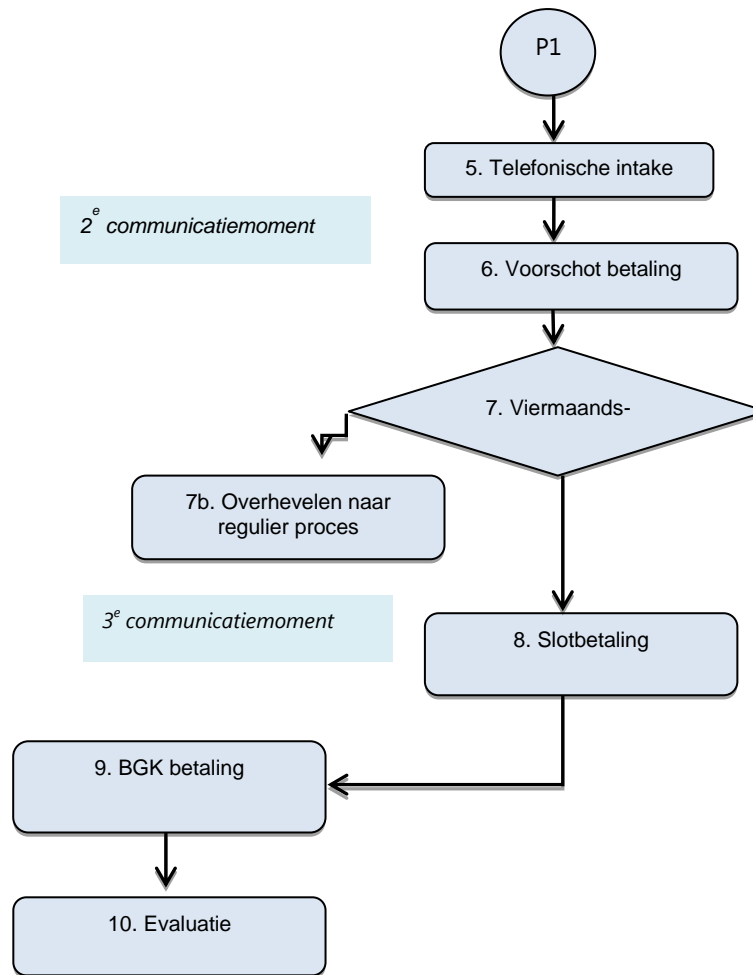 P1
5. Telefonische intake
2e communicatiemoment
6. Voorschot betaling
7. Viermaands-
7b. Overhevelen naar
regulier proces
3e communicatiemoment
8. Slotbetaling
9. BGK betaling
10. Evaluatie